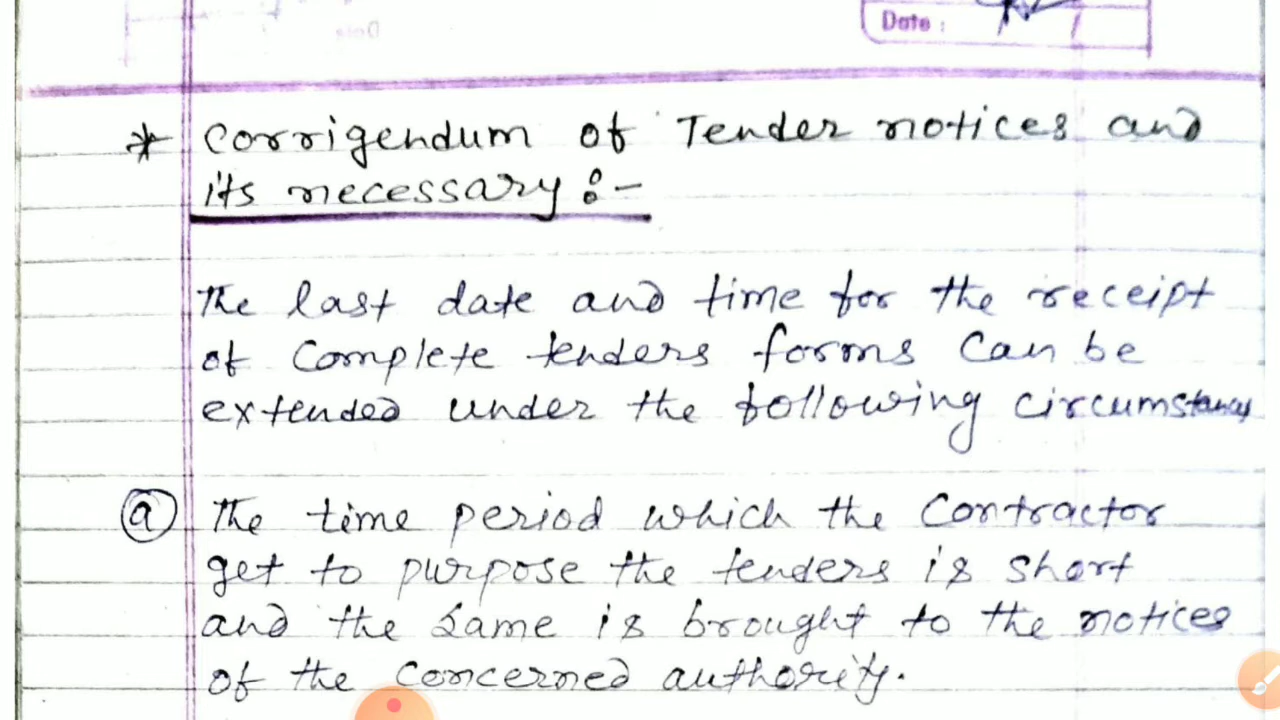 Date :
* Corrigendum of Tender notices and
its necessary :-
The last date and time for the receipt
of Complete tenders forms can be
extended under the following circumstances
(a) The time period which the Contractor
get to purpose the tenders is short
and the same is brought to the notices
of the concerned authority.